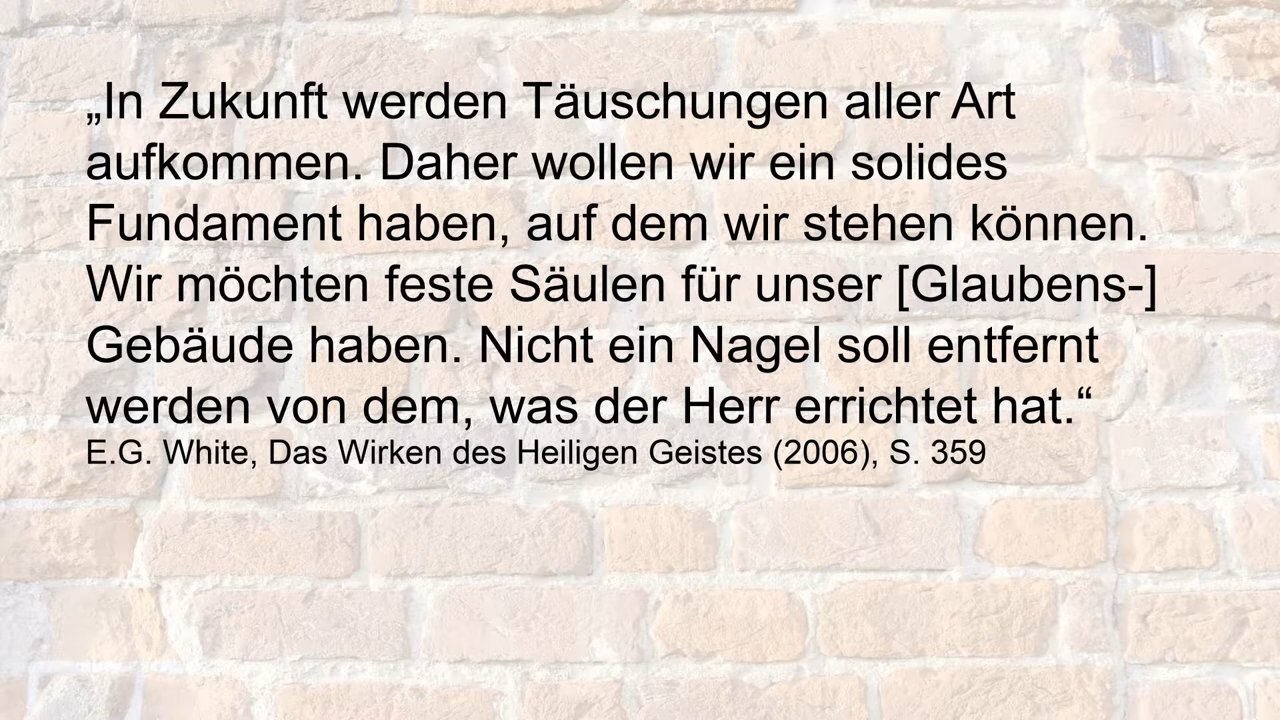 „In Zukunft werden Täuschungen aller Art
aufkommen. Daher wollen wir ein solides
Fundament haben, auf dem wir stehen können.
Wir möchten feste Säulen für unser [Glaubens-]
Gebäude haben. Nicht ein Nagel soll entfernt
werden von dem, was der Herr errichtet hat.“
E.G. White, Das Wirken des Heiligen Geistes (2006), S. 359